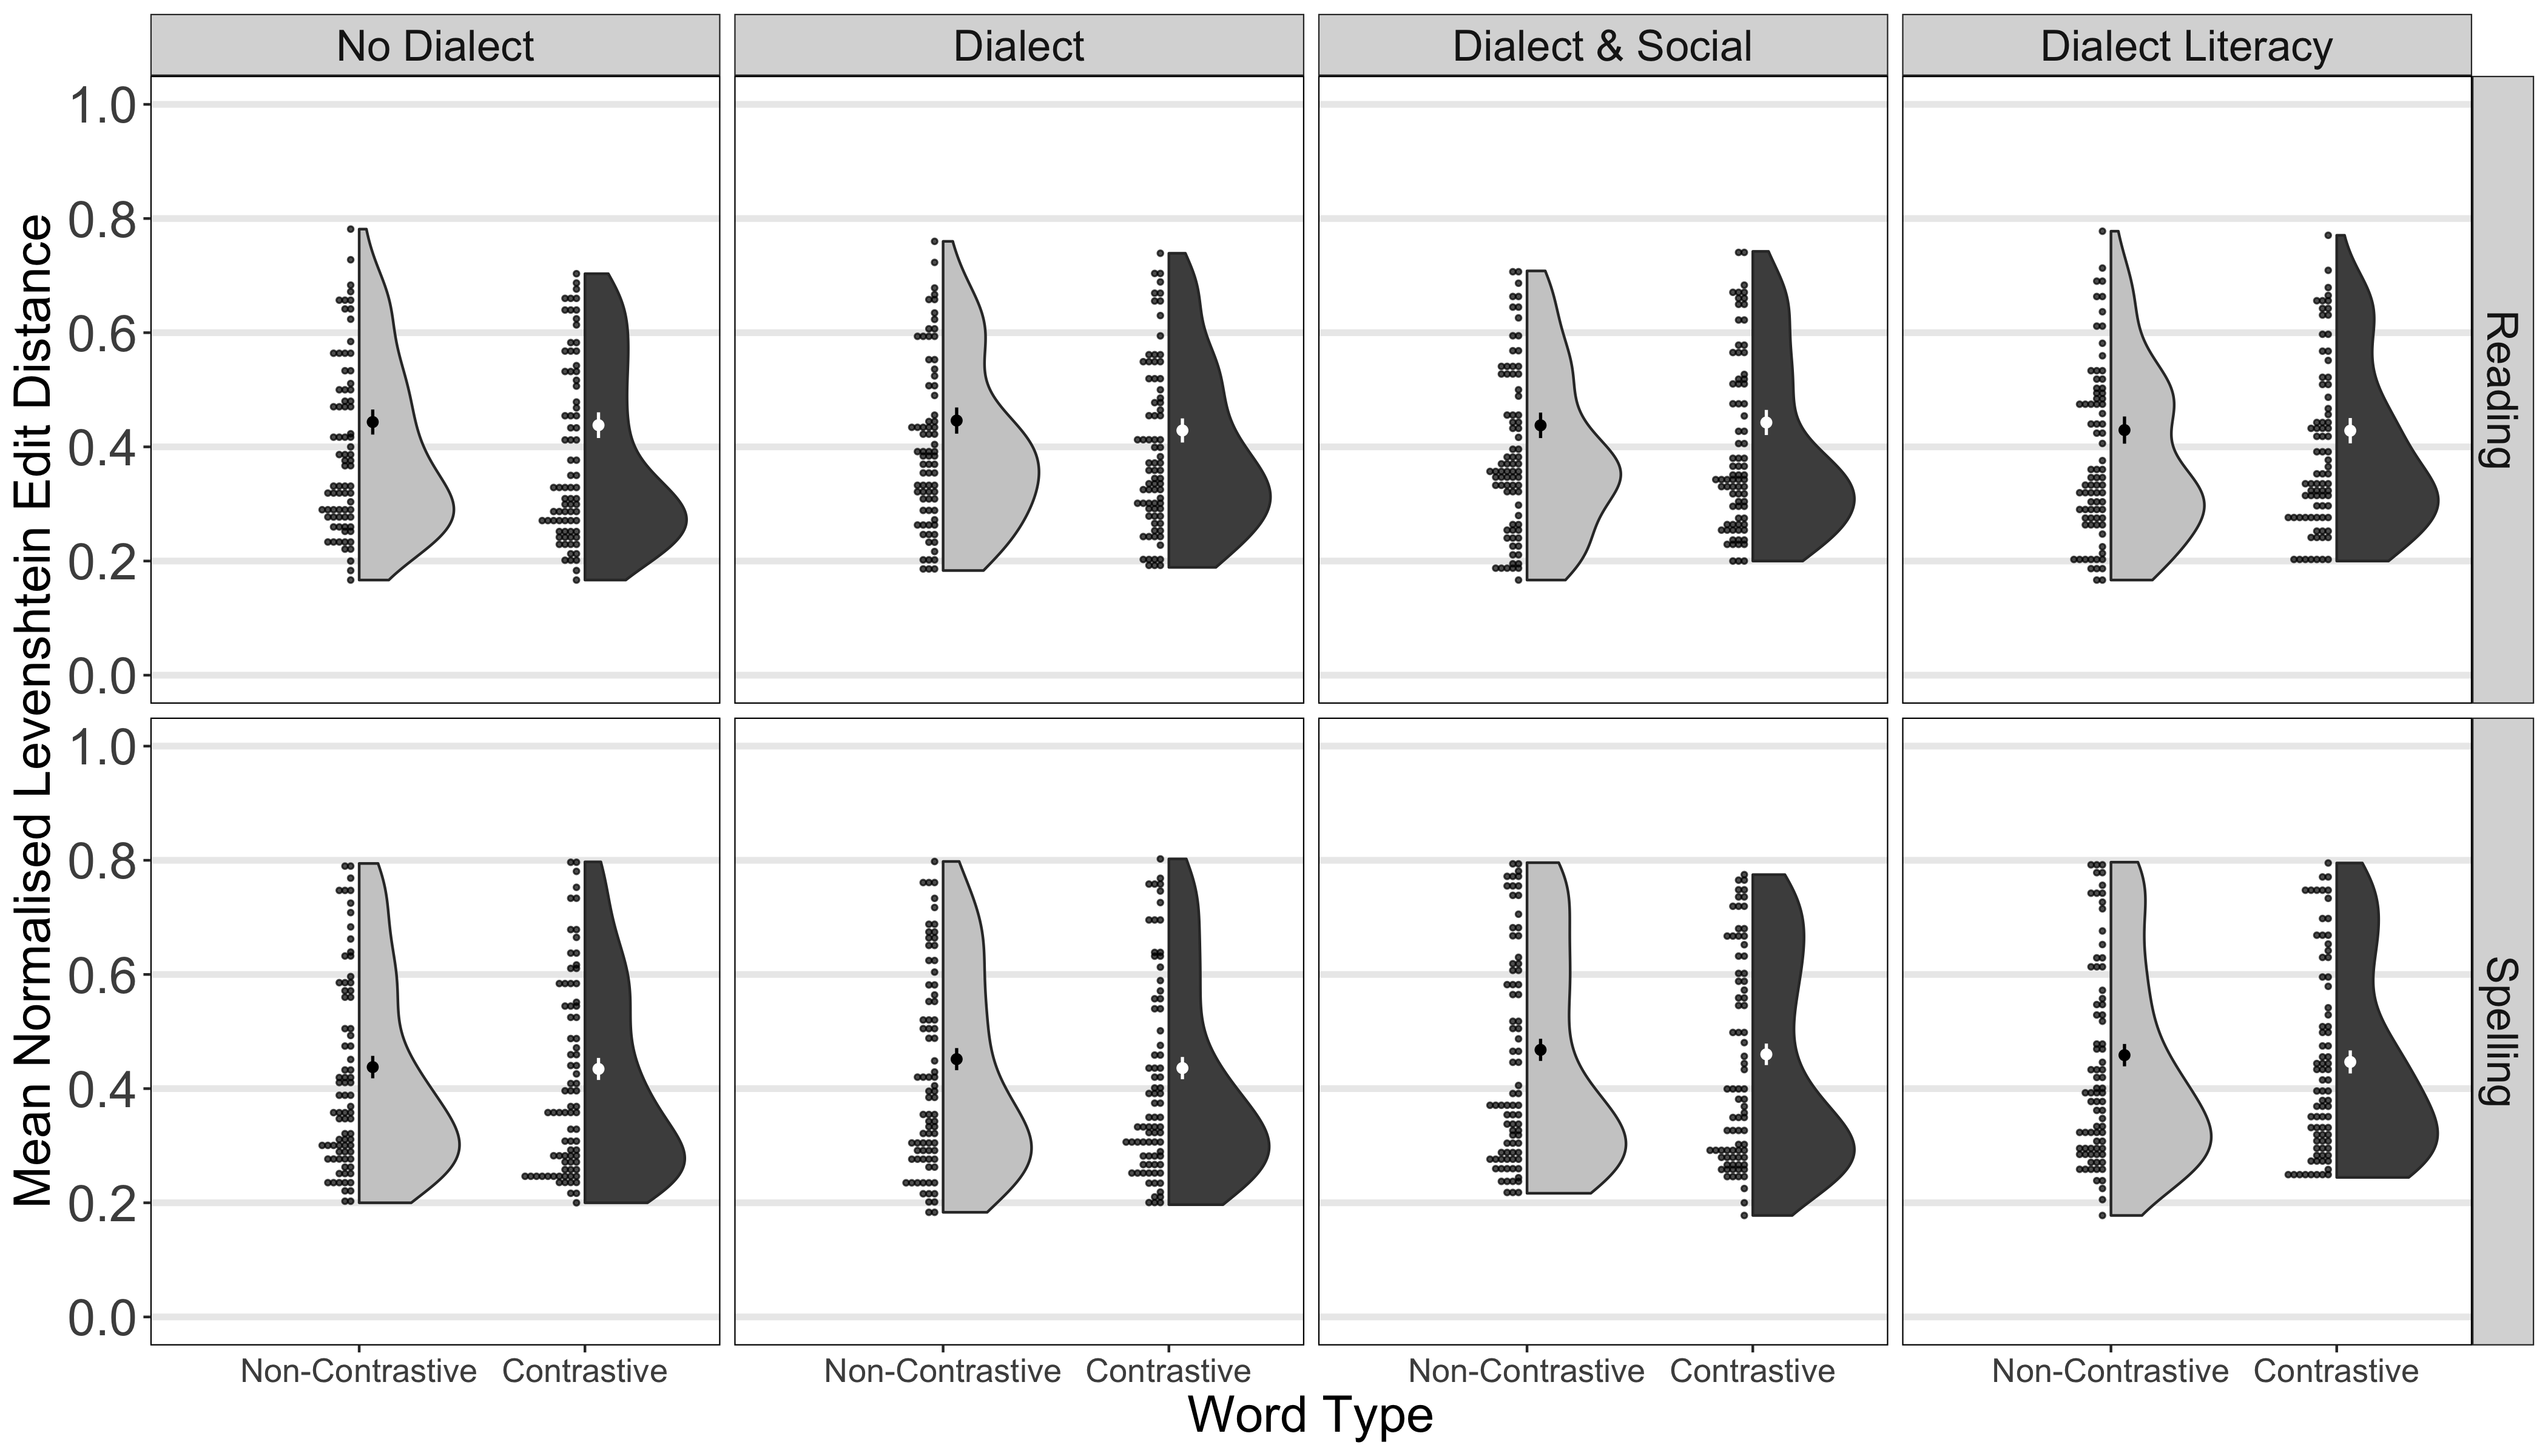 No Dialect
Dialect
Dialect & Social
Dialect Literacy
Mean Normalised Levenshtein Edit Distance
1.0
0.8
0.6
0.4
0.2
0.0
Reading
1.0
0.8
0.6
0.4
0.2
0.0
Spelling
Non-Contrastive Contrastive
Non-Contrastive Contrastive
Non-Contrastive Contrastive
Non-Contrastive Contrastive
Word Type